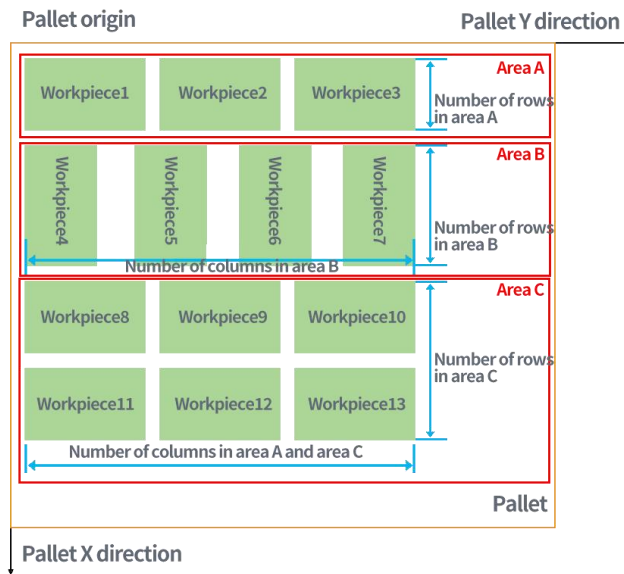 Pallet origin
Pallet Y direction
Area A
Workpiece1
Workpiece2
Workpiece3
Number of rows
in area A
Area B
Workpiece4
Workpiece5
Workpiece6
Workpiece7
Number of rows
in area B
Number of columns in area B
Area C
Workpiece8
Workpiece9
Workpiece10
Number of rows
in area C
Workpiece11
Workpiece12
Workpiece13
Number of columns in area A and area C
Pallet
Pallet X direction